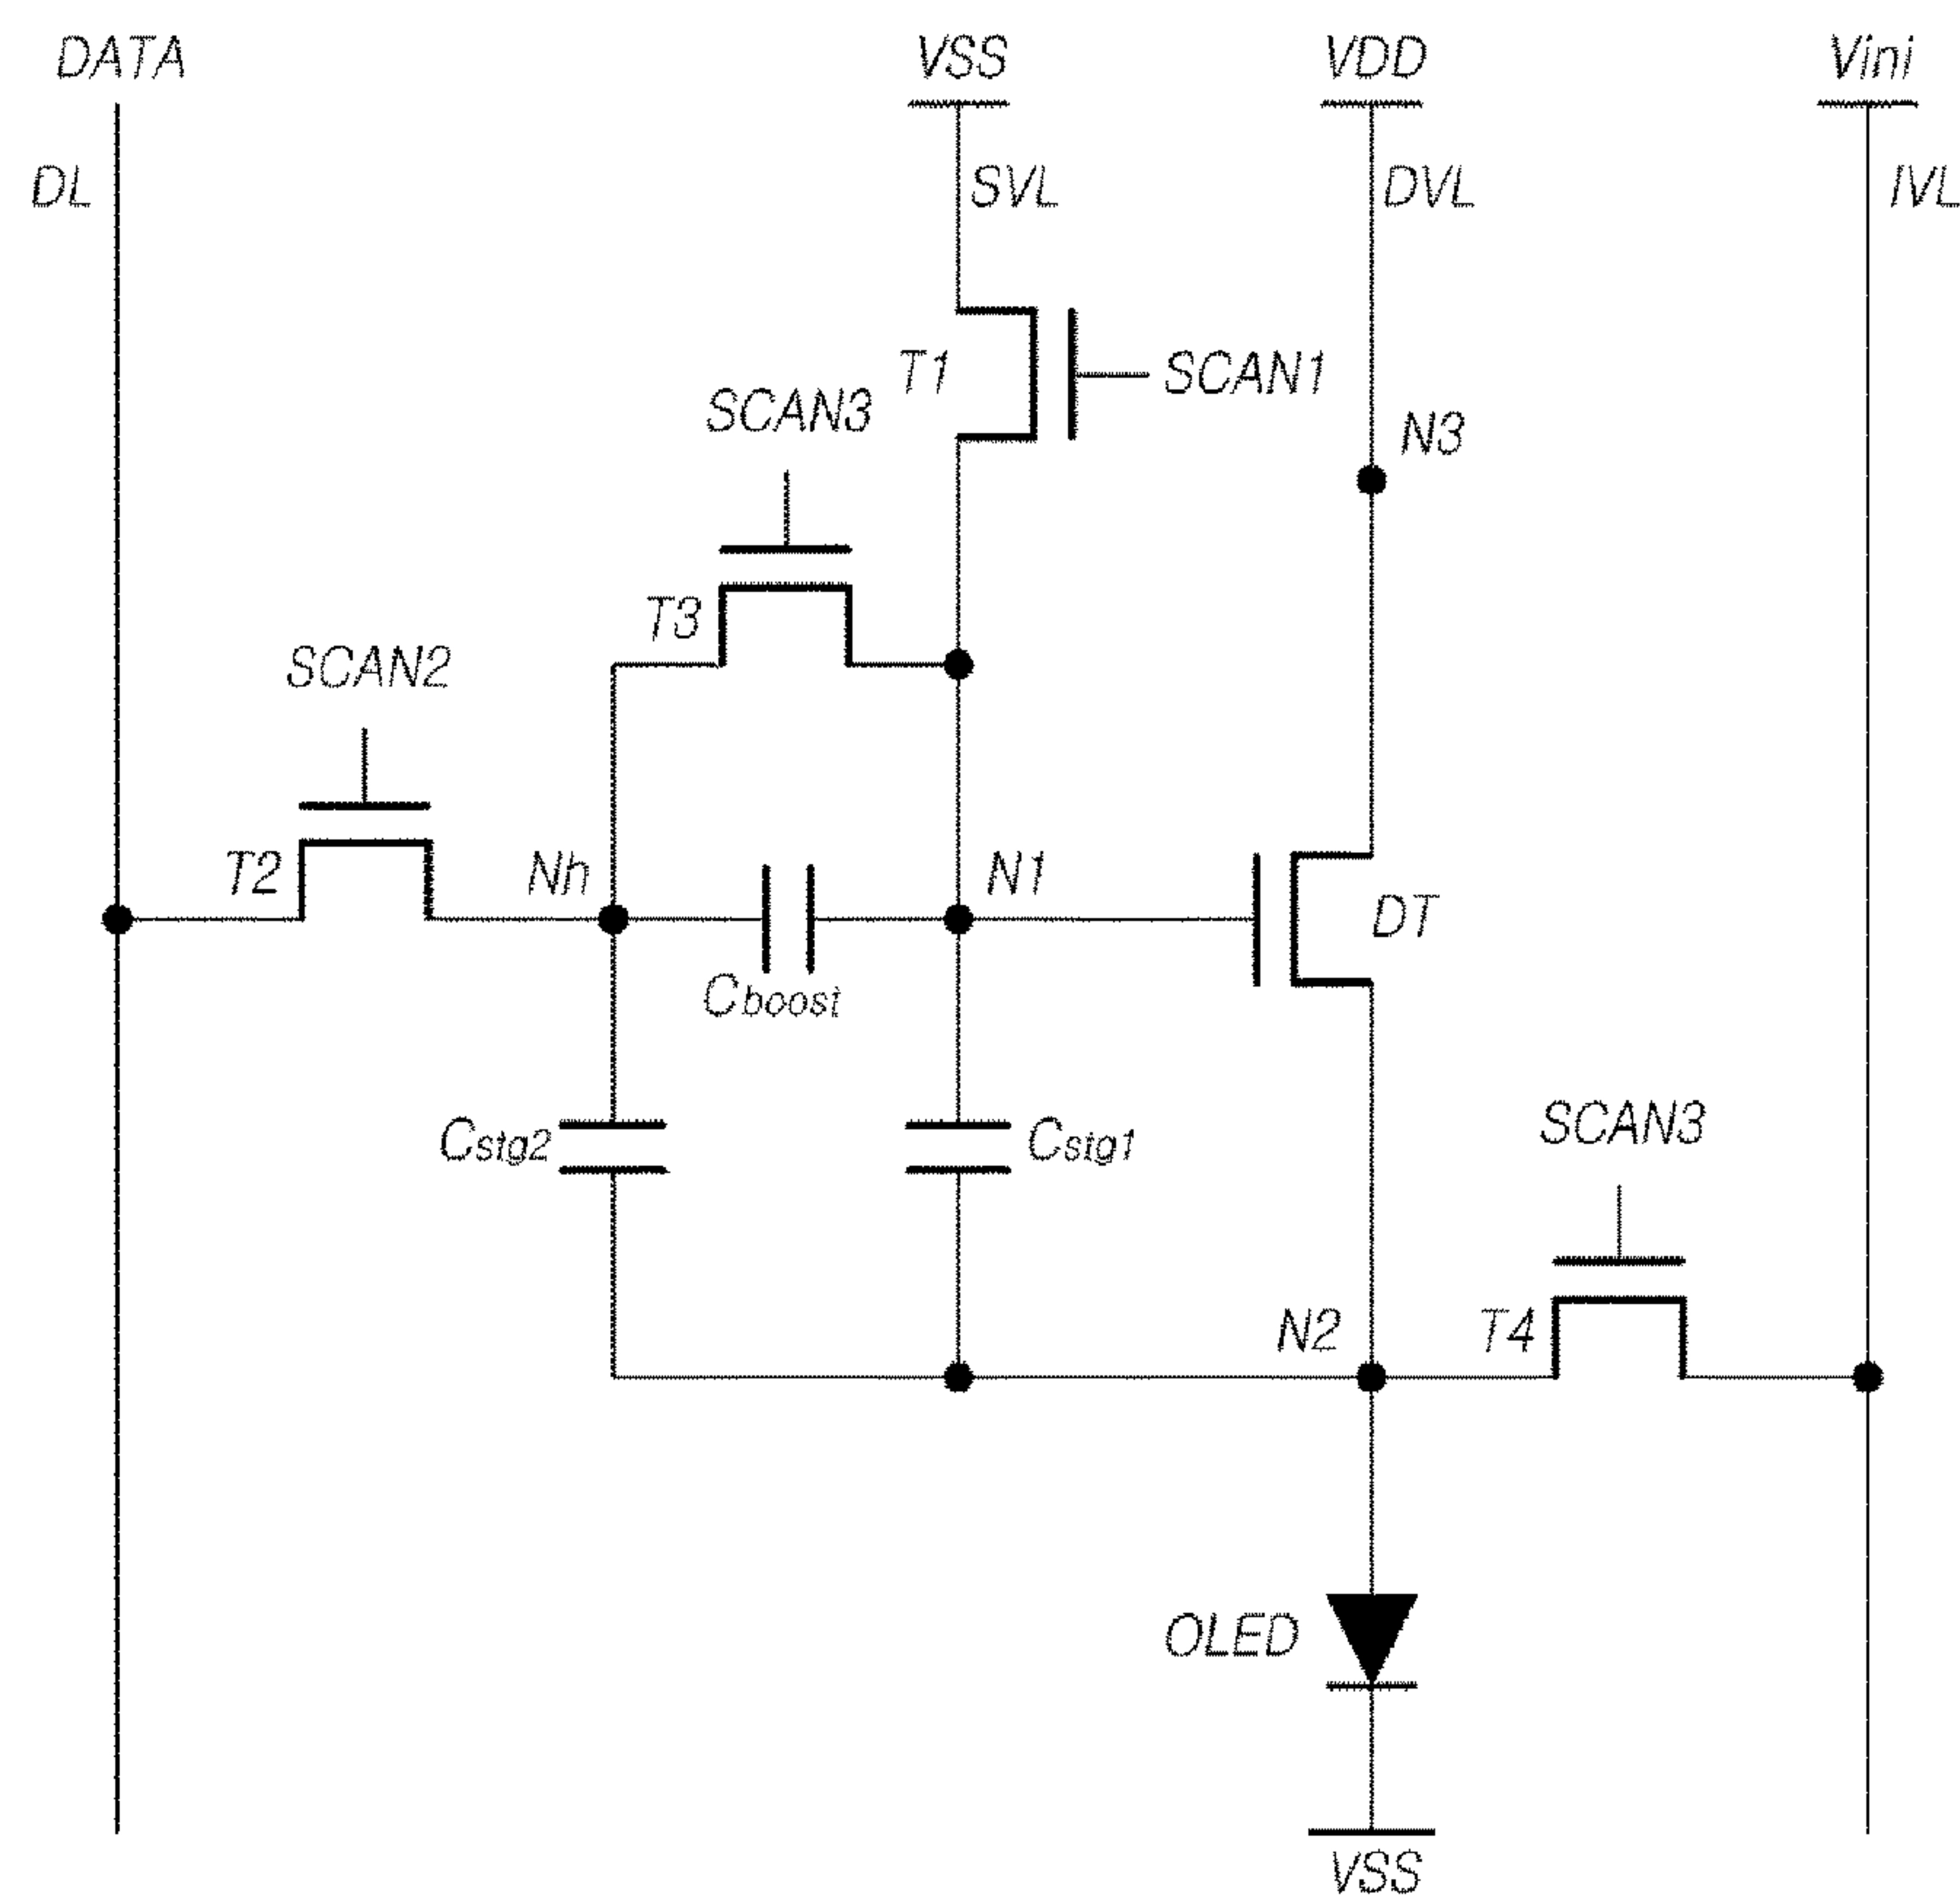 DATA
VSS
VDD
Vini
DL
SVL
DVL
IVL
T1
SCAN1
SCAN3
N3
T3
SCAN2
T2
Nh
N1
DT
Cboost
Cstg2
Cstg1
SCAN3
N2
T4
OLED
VSS